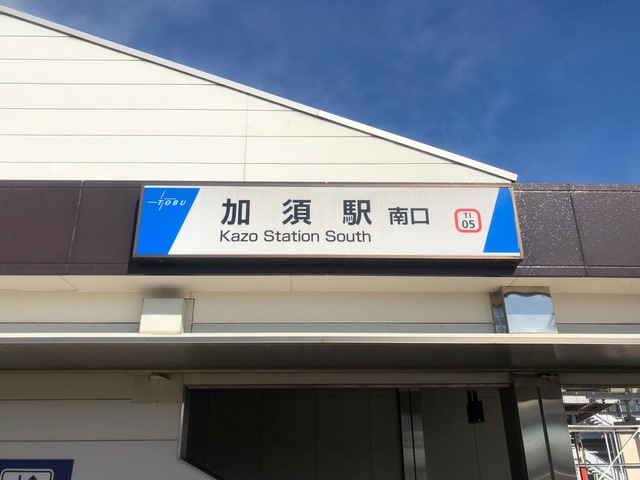 TOBU
加須駅 南口
Kazo Station South
TI
05